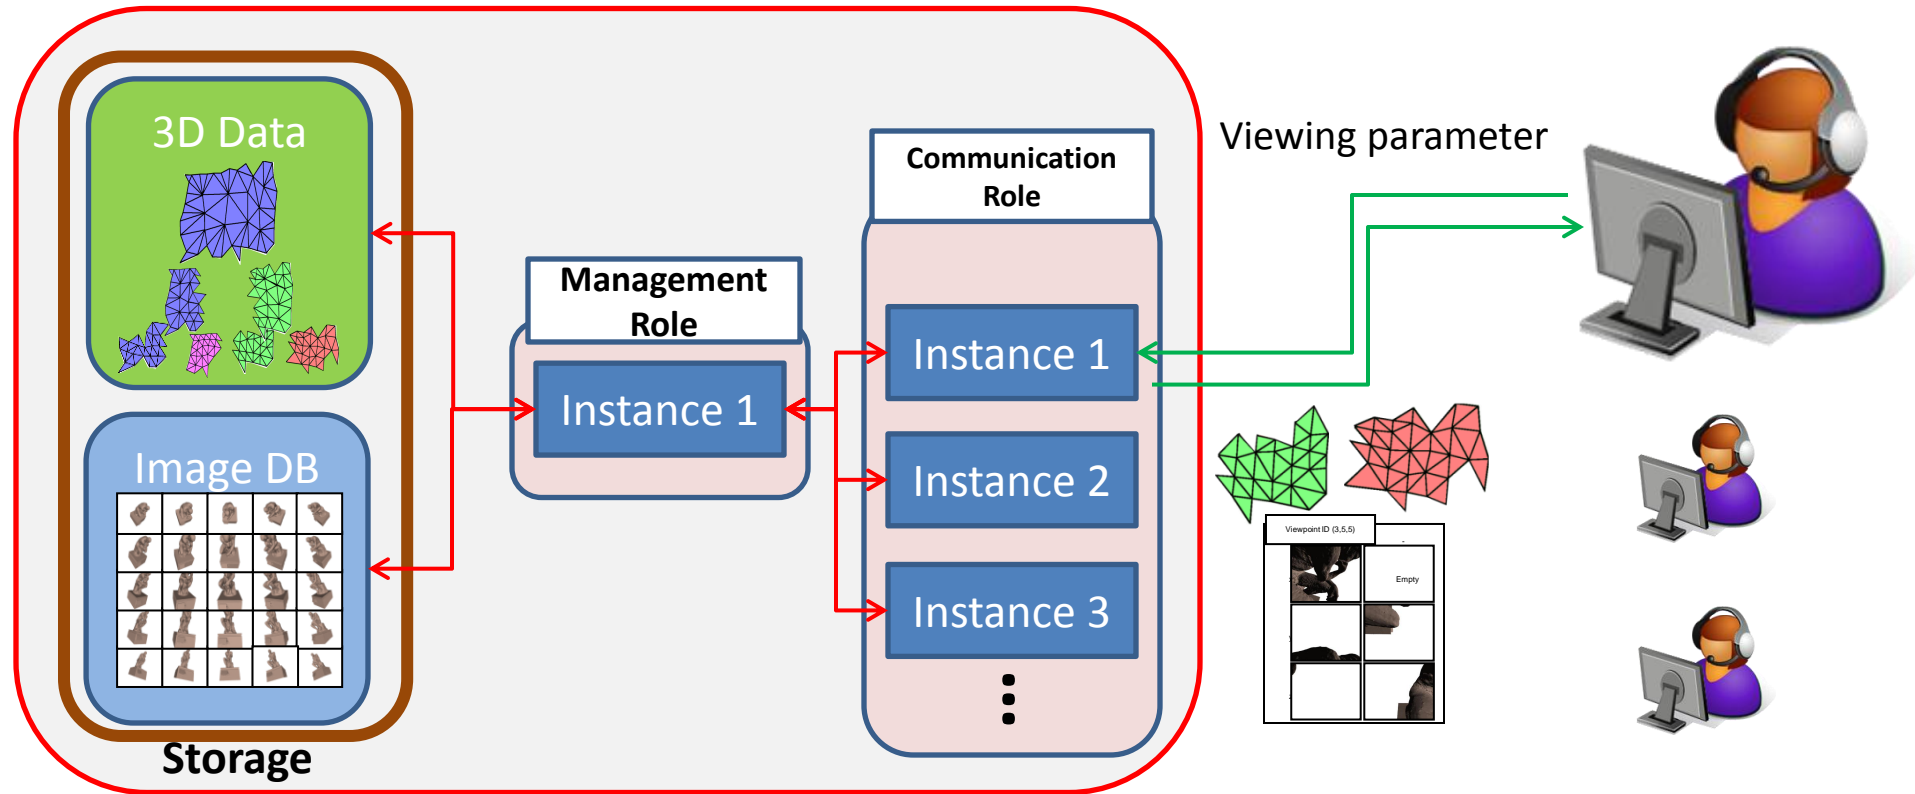 3D Data
Image DB
Storage
Management
Role
Instance 1
Communication
Role
Instance 1
Instance 2
Instance 3
Viewing parameter
Viewpoint ID (3,5,5)
Empty